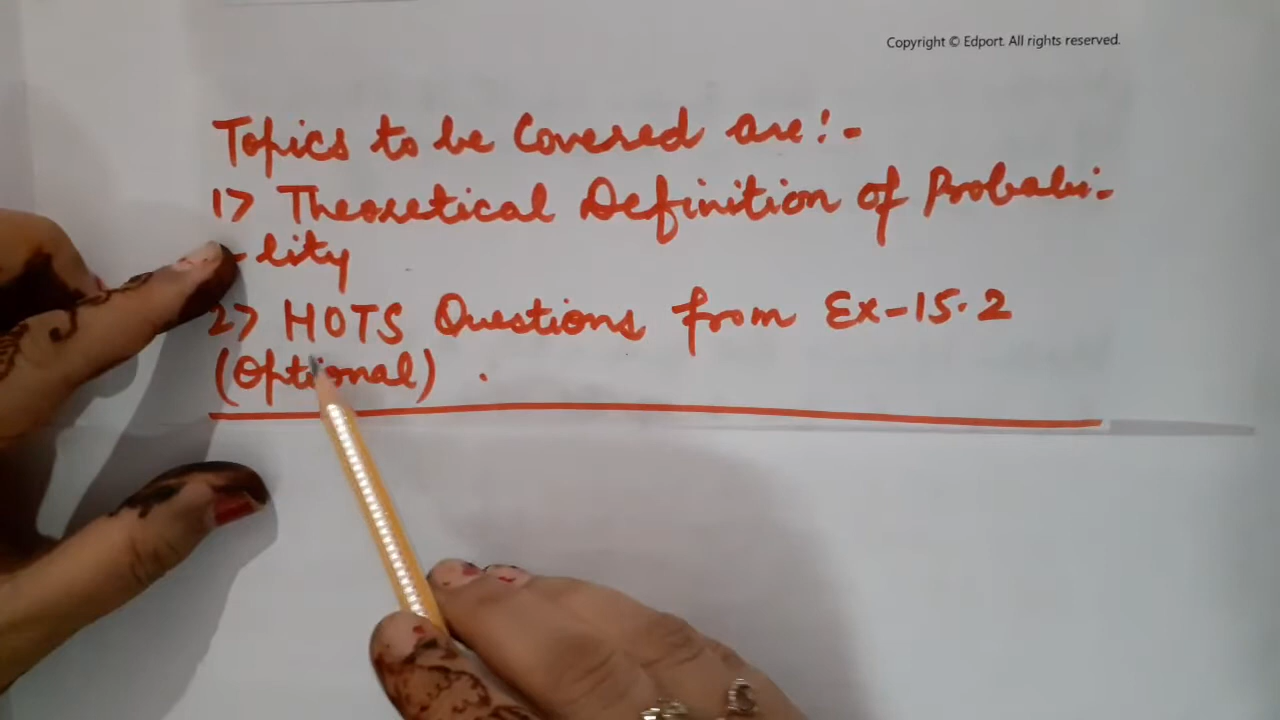 Copyright © Edport. All rights reserved.
Topics to be Covered are:-
1> Theoretical Definition of Probabi-
-lity
2> HOTS Questions from Ex-15.2
(Optional) .